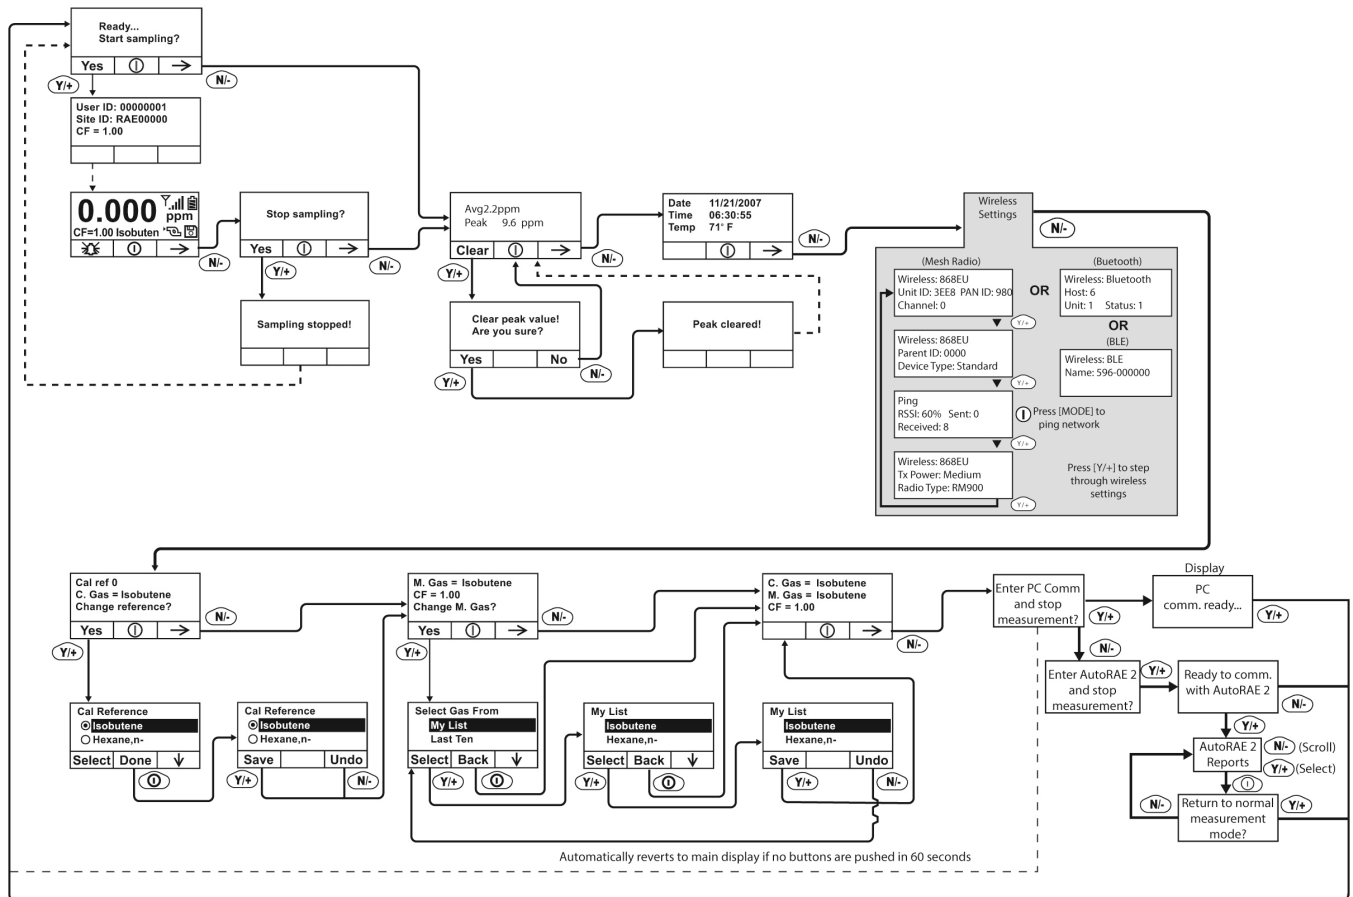 Ready...
Start sampling?
Yes
N/-
Y/+
User ID: 00000001
Site ID: RAE00000
CF = 1.00
0.000
ppm
CF=1.00 Isobuten
N/-
Stop sampling?
Yes
Y/+
N/-
Sampling stopped!
Avg2.2ppm
Peak 9.6 ppm
Clear
N/-
Y/+
Clear peak value!
Are you sure?
Yes
No
Y/+
N/-
Peak cleared!
Date 11/21/2007
Time 06:30:55
Temp 71° F
N/-
Wireless
Settings
N/-
(Mesh Radio)
Wireless: 868EU
Unit ID: 3EE8 PAN ID: 980
Channel: 0
Y/+
Wireless: 868EU
Parent ID: 0000
Device Type: Standard
Y/+
Ping
RSSI: 60% Sent: 0
Received: 8
Press [MODE] to
ping network
Y/+
Wireless: 868EU
Tx Power: Medium
Radio Type: RM900
Y/+
OR
(Buetooth)
Wireless: Bluetooth
Host: 6
Unit: 1 Status: 1
OR
(BLE)
Wireless: BLE
Name: 596-000000
Press [Y/+] to step
through wireless
settings
Cal ref 0
C. Gas = Isobutene
Change reference?
Yes
N/-
Y/+
Cal Reference
Isobutene
Hexane,n-
Select Done
Cal Reference
Isobutene
Hexane,n-
Save Undo
Y/+
N/-
M. Gas = Isobutene
CF = 1.00
Change M. Gas?
Yes
N/-
Y/+
Select Gas From
My List
Last Ten
Select Back
Y/+
My List
Isobutene
Hexane,n-
Select Back
Y/+
My List
Isobutene
Hexane,n-
Save Undo
Y/+
N/-
C. Gas = Isobutene
M. Gas = Isobutene
CF = 1.00
N/-
Enter PC Comm
and stop
measurement?
Y/+
N/-
Display
PC
comm. ready...
Y/+
Enter AutoRAE 2
and stop
measurement?
Y/+
Ready to comm.
with AutoRAE 2
N/-
Y/+
AutoRAE 2
Reports
N/- (Scroll)
Y/+ (Select)
Return to normal
measurement
mode?
N/-
Y/+
Automatically reverts to main display if no buttons are pushed in 60 seconds